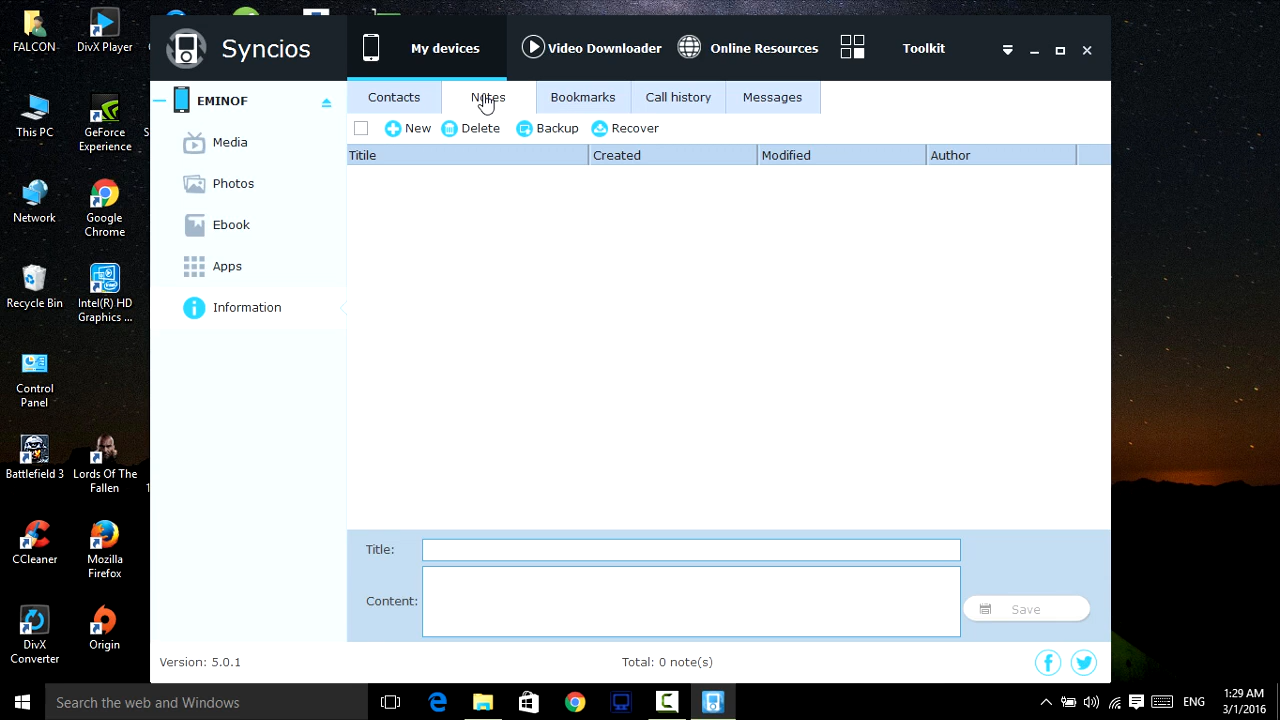 FALCON
DivX Player
Syncios
My devices
Video Downloader
Online Resources
Toolkit
EMINOF
Contacts
Notes
Bookmarks
Call history
Messages
New
Delete
Backup
Recover
Titile
Created
Modified
Author
This PC
GeForce
Experience
Media
Photos
Network
Google
Chrome
Ebook
Apps
Recycle Bin
Intel(R) HD
Graphics ...
Information
Control
Panel
Battlefield 3
Lords Of The
Fallen
CCleaner
Mozilla
Firefox
Title:
Content:
Save
DivX
Converter
Origin
Version: 5.0.1
Total: 0 note(s)
Search the web and Windows
ENG
1:29 AM
3/1/2016